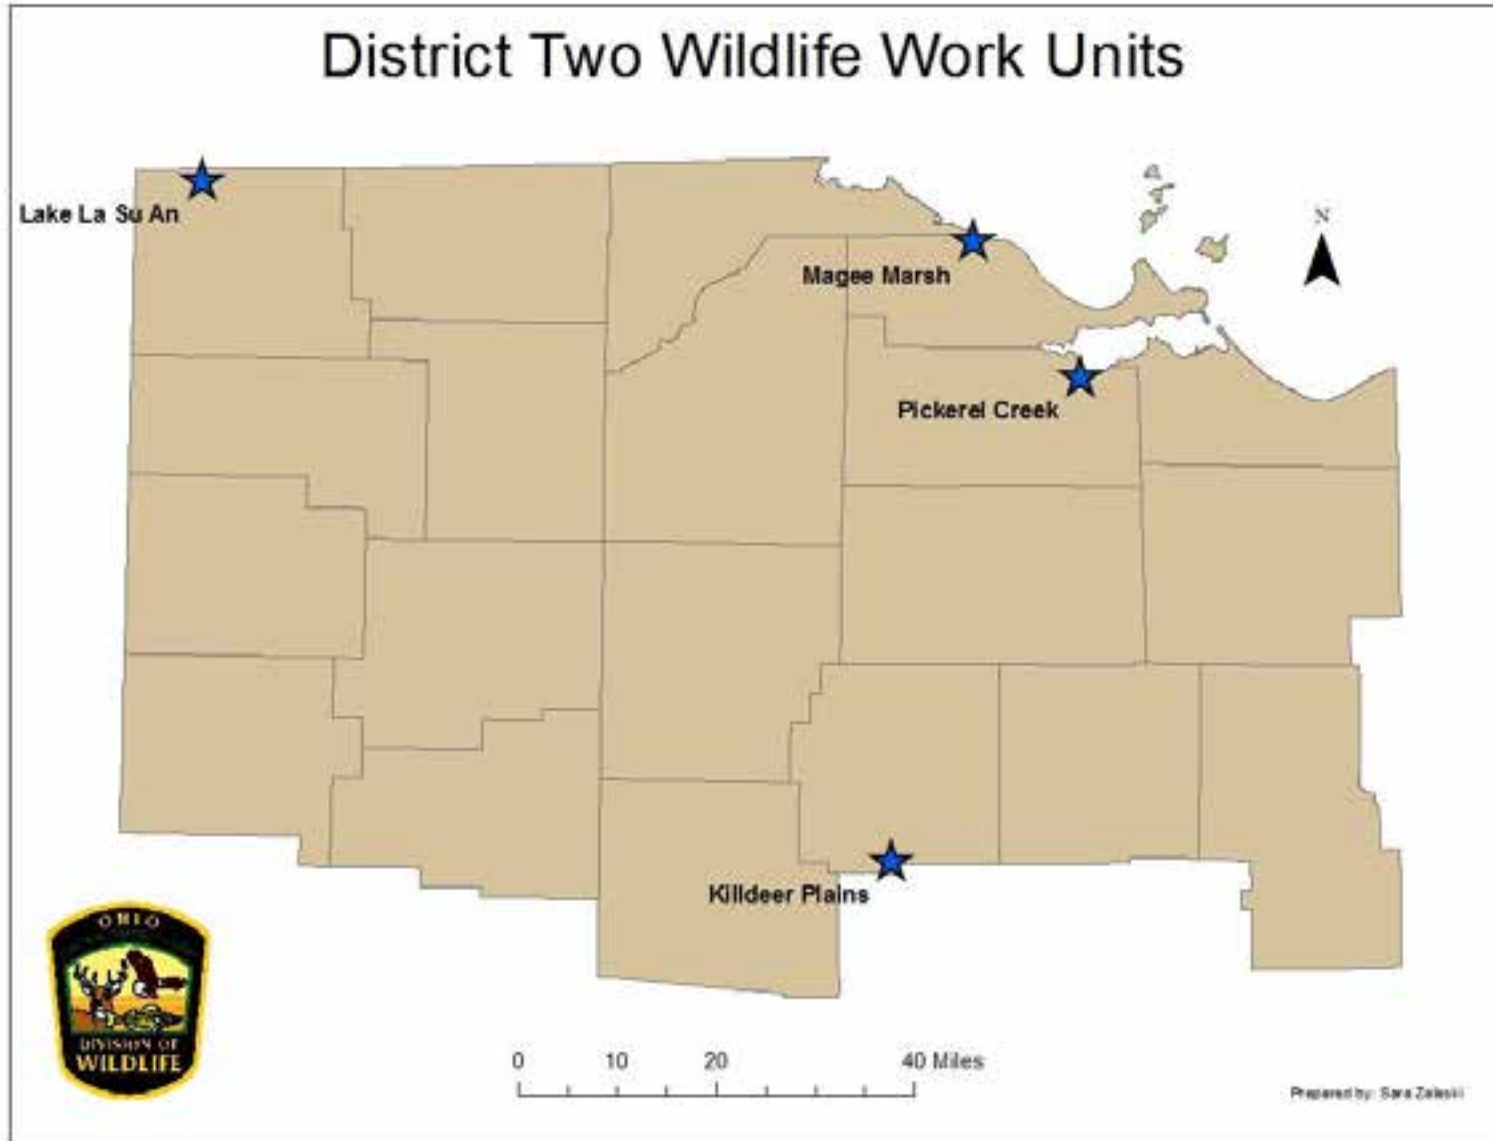 District Two Wildlife Work Units
Lake La Su An
Magee Marsh
N
Pickerel Creek
Killdeer Plains
OHIO
DIVISION OF
WILDLIFE
0 10 20 40 Miles
Prepared by: Sara Zaleski